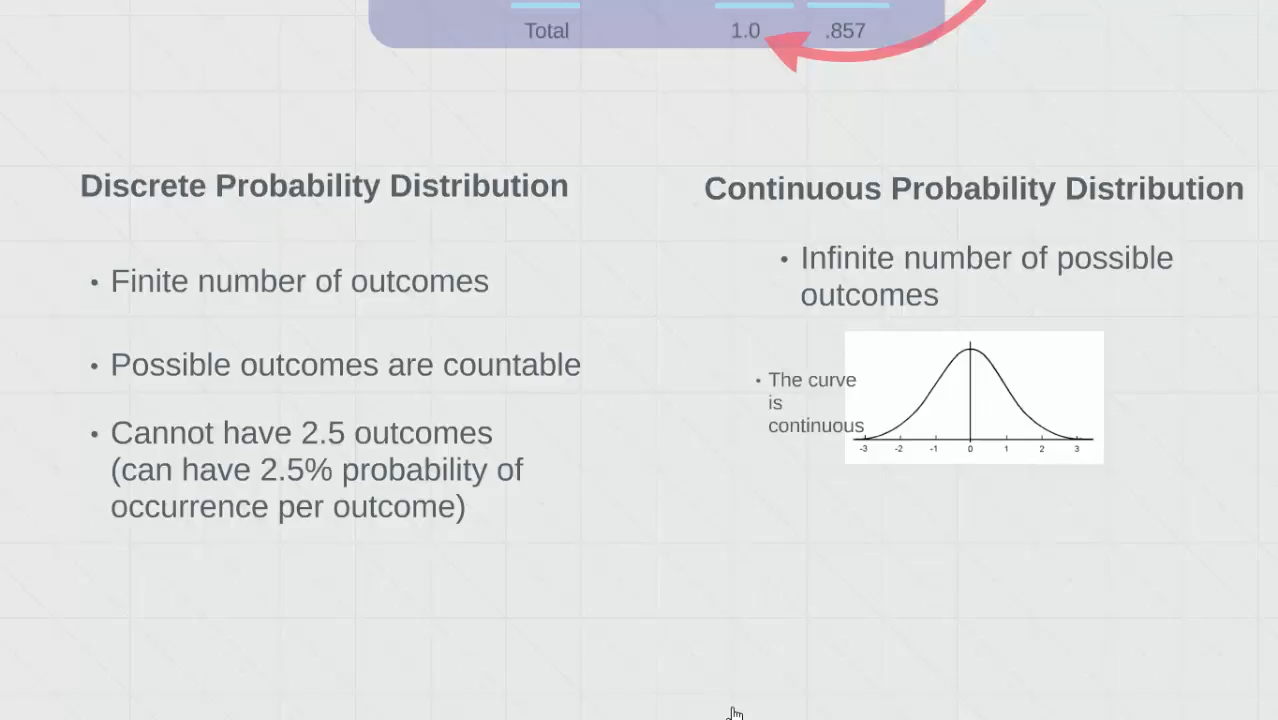 Total 1.0 .857
Discrete Probability Distribution
• Finite number of outcomes
• Possible outcomes are countable
• Cannot have 2.5 outcomes
(can have 2.5% probability of
occurrence per outcome)
Continuous Probability Distribution
• Infinite number of possible
outcomes
• The curve
is
continuous
-3 -2 -1 0 1 2 3